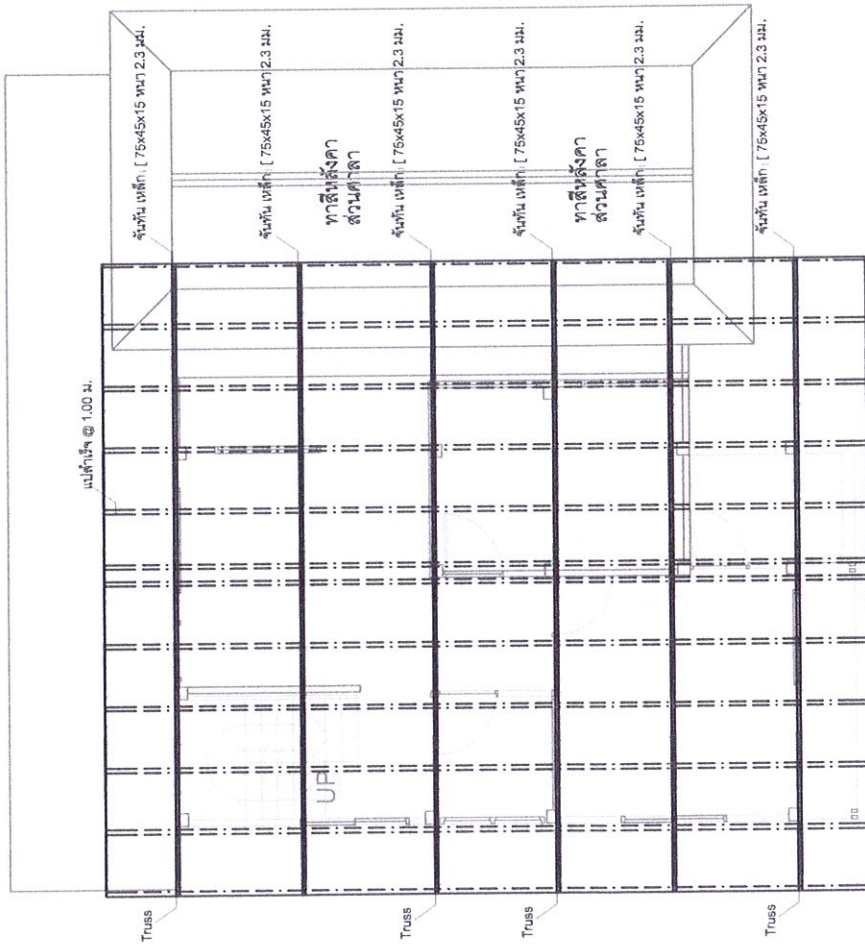 แปสำเร็จ @ 1.00 ม.
จันทัน เหล็ก: [ 75x45x15 หนา 2.3 มม.
จันทัน เหล็ก: [ 75x45x15 หนา 2.3 มม.
ทาสีหลังคา
ส่วนศาลา
จันทัน เหล็ก: [ 75x45x15 หนา 2.3 มม.
จันทัน เหล็ก: [ 75x45x15 หนา 2.3 มม.
ทาสีหลังคา
ส่วนศาลา
จันทัน เหล็ก: [ 75x45x15 หนา 2.3 มม.
จันทัน เหล็ก: [ 75x45x15 หนา 2.3 มม.
UP
Truss
Truss
Truss
Truss